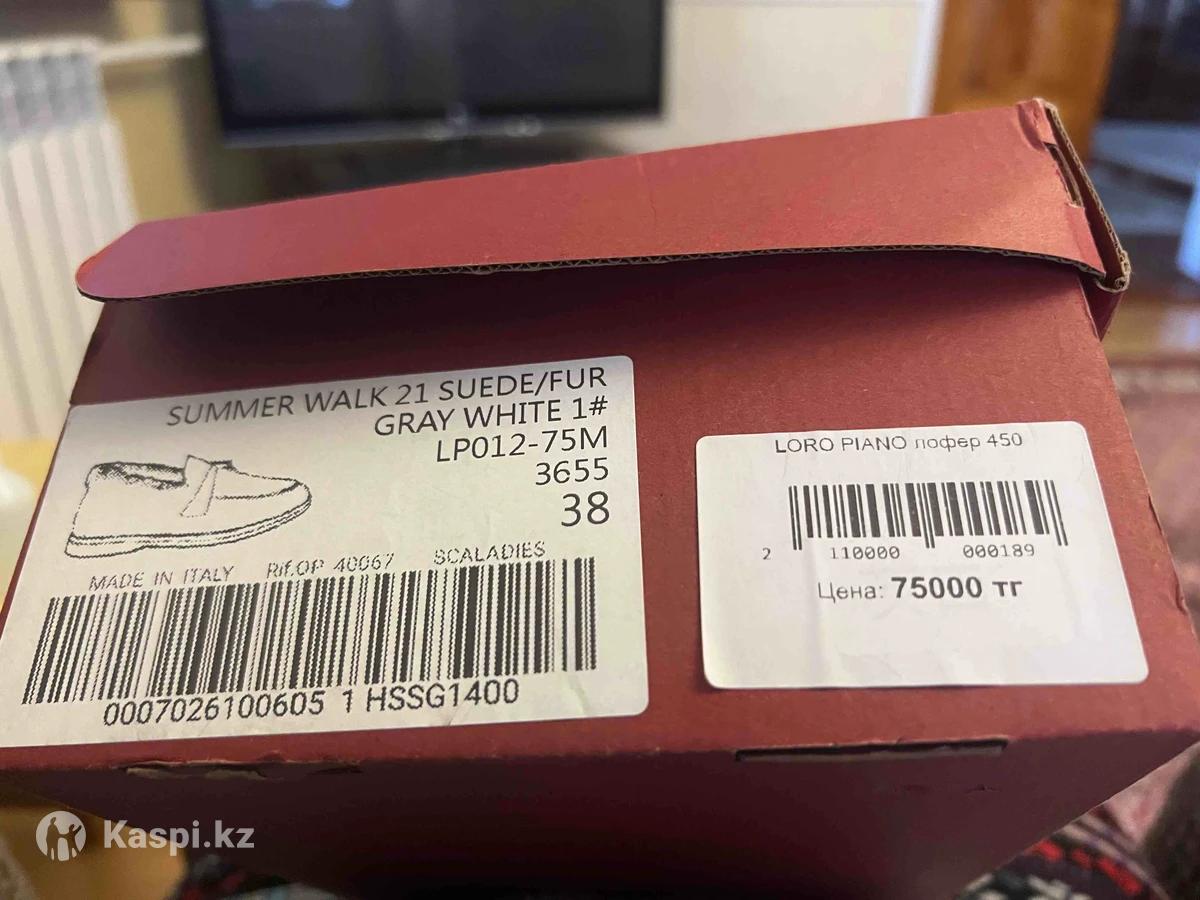 SUMMER WALK 21 SUEDE/FUR
GRAY WHITE 1#
LP012-75M
3655
38
MADE IN ITALY Rif.OP 40067 SCALADIES
0007026100605 1 HSSG1400
LORO PIANO лофер 450
2 110000 000189
Цена: 75000 тг
Kaspi.kz